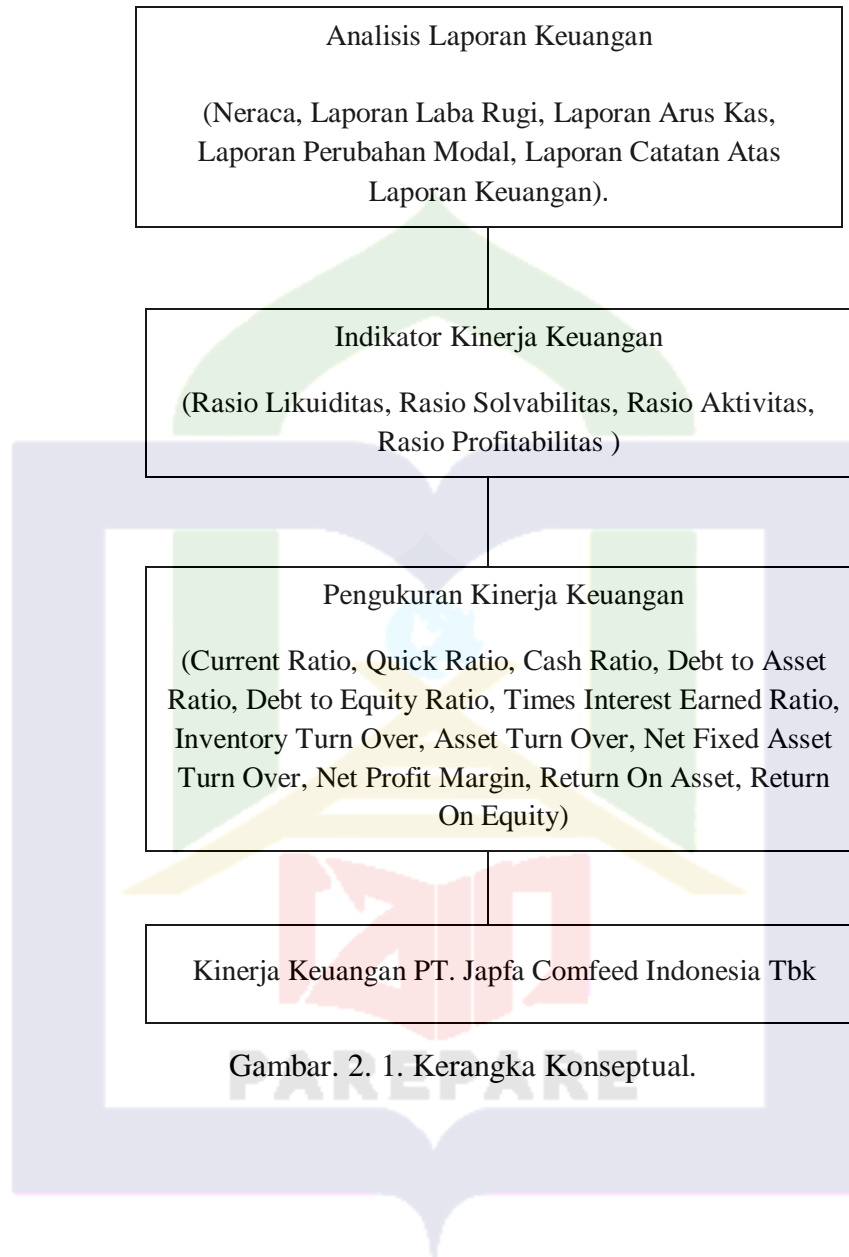 Analisis Laporan Keuangan
(Neraca, Laporan Laba Rugi, Laporan Arus Kas,
Laporan Perubahan Modal, Laporan Catatan Atas
Laporan Keuangan).
Indikator Kinerja Keuangan
(Rasio Likuiditas, Rasio Solvabilitas, Rasio Aktivitas,
Rasio Profitabilitas )
Pengukuran Kinerja Keuangan
(Current Ratio, Quick Ratio, Cash Ratio, Debt to Asset
Ratio, Debt to Equity Ratio, Times Interest Earned Ratio,
Inventory Turn Over, Asset Turn Over, Net Fixed Asset
Turn Over, Net Profit Margin, Return On Asset, Return
On Equity)
Kinerja Keuangan PT. Japfa Comfeed Indonesia Tbk
Gambar. 2. 1. Kerangka Konseptual.
PAREPARE